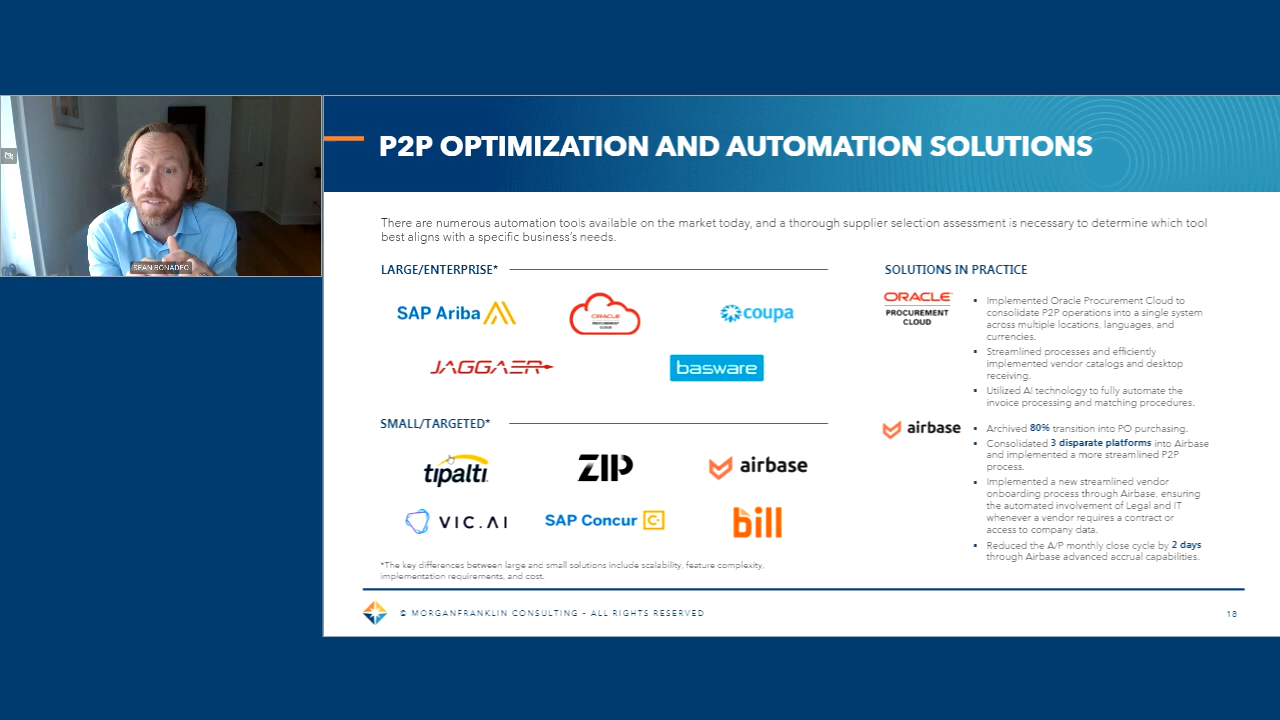 SEAN BONADEO
P2P OPTIMIZATION AND AUTOMATION SOLUTIONS
There are numerous automation tools available on the market today, and a thorough supplier selection assessment is necessary to determine which tool
best aligns with a specific business's needs.
LARGE/ENTERPRISE*
SAP Ariba
ORACLE
PROCUREMENT
CLOUD
coupa
JAGGAER
basware
SMALL/TARGETED*
tipalti
ZIP
airbase
VIC.AI
SAP Concur C
bill
*The key differences between large and small solutions include scalability, feature complexity,
implementation requirements, and cost.
SOLUTIONS IN PRACTICE
ORACLE
PROCUREMENT
CLOUD
▪ Implemented Oracle Procurement Cloud to
consolidate P2P operations into a single system
across multiple locations, languages, and
currencies.
▪ Streamlined processes and efficiently
implemented vendor catalogs and desktop
receiving.
▪ Utilized AI technology to fully automate the
invoice processing and matching procedures.
airbase
▪ Archived 80% transition into PO purchasing.
▪ Consolidated 3 disparate platforms into Airbase
and implemented a more streamlined P2P
process.
▪ Implemented a new streamlined vendor
onboarding process through Airbase, ensuring
the automated involvement of Legal and IT
whenever a vendor requires a contract or
access to company data.
▪ Reduced the A/P monthly close cycle by 2 days
through Airbase advanced accrual capabilities.
© MORGANFRANKLIN CONSULTING - ALL RIGHTS RESERVED
18